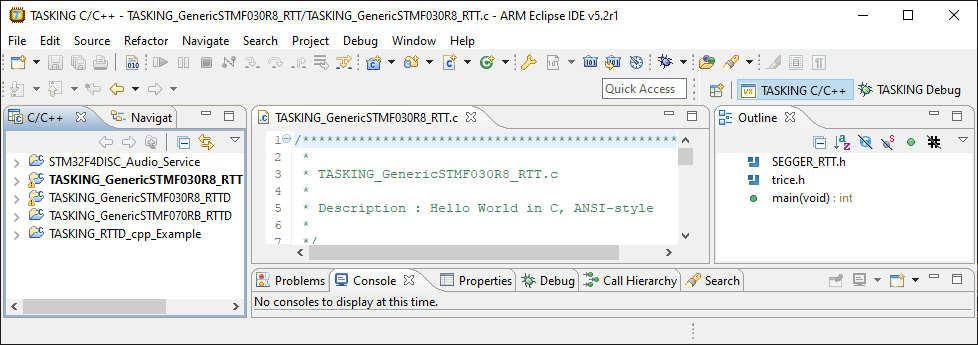 TASKING C/C++ - TASKING_GenericSTMF030R8_RTT/TASKING_GenericSTMF030R8_RTT.c - ARM Eclipse IDE v5.2r1
File Edit Source Refactor Navigate Search Project Debug Window Help
Quick Access
TASKING C/C++
TASKING Debug
C/C++
Navigat
STM32F4DISC_Audio_Service
TASKING_GenericSTMF030R8_RTT
TASKING_GenericSTMF030R8_RTTD
TASKING_GenericSTMF070RB_RTTD
TASKING_RTTD_cpp_Example
TASKING_GenericSTMF030R8_RTT.c
1 /***********************************************
2 *
3 * TASKING_GenericSTMF030R8_RTT.c
4 *
5 * Description : Hello World in C, ANSI-style
6 *
7 */
Outline
SEGGER_RTT.h
trice.h
main(void) : int
Problems Console Properties Debug Call Hierarchy Search
No consoles to display at this time.